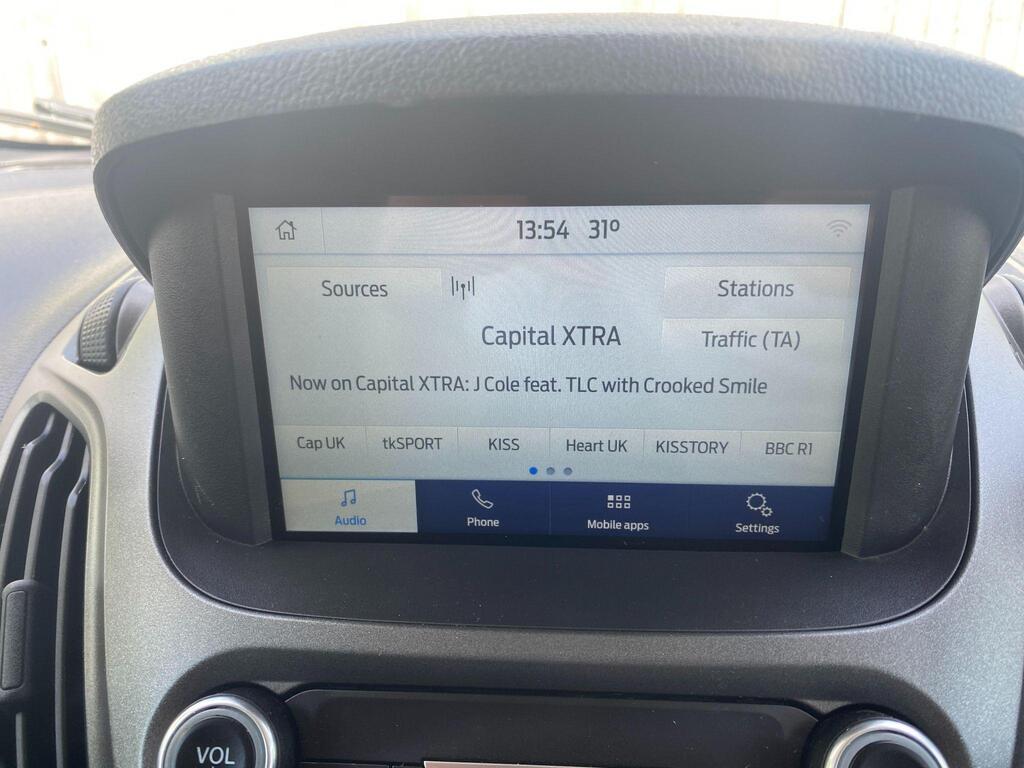 13:54 31º
Sources Stations
Capital XTRA
Traffic (TA)
Now on Capital XTRA: J Cole feat. TLC with Crooked Smile
Cap UK tkSPORT KISS Heart UK KISSTORY BBC R1
Audio Phone Mobile apps Settings
VOL